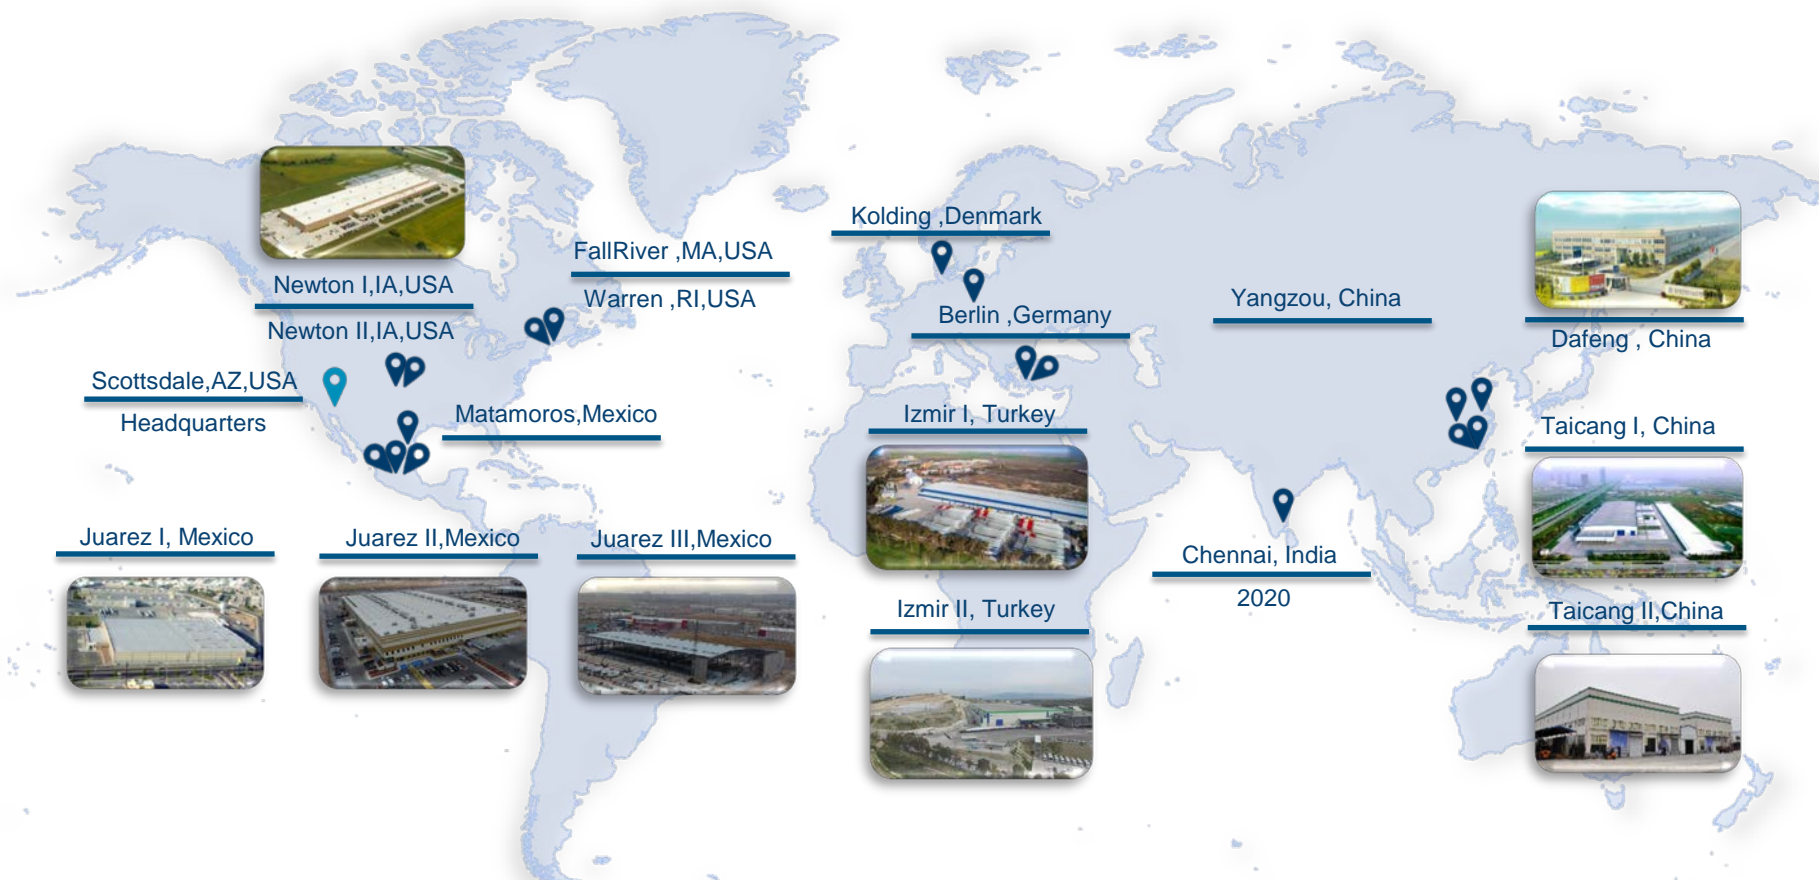 Kolding ,Denmark
FallRiver ,MA,USA
Warren ,RI,USA
Newton I,IA,USA
Newton II,IA,USA
Berlin ,Germany
Yangzou, China
Dafeng , China
Scottsdale,AZ,USA
Headquarters
Matamoros,Mexico
Izmir I, Turkey
Taicang I, China
Juarez I, Mexico
Juarez II,Mexico
Juarez III,Mexico
Chennai, India
2020
Izmir II, Turkey
Taicang II,China